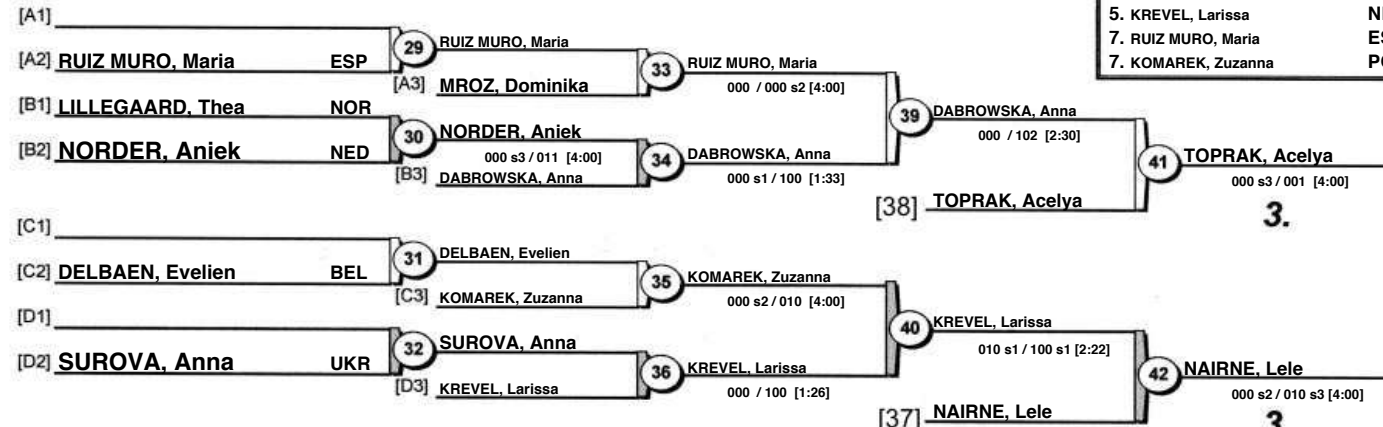 [A1]
[A2] RUIZ MURO, Maria ESP
[B1] LILLEGAARD, Thea NOR
[B2] NORDER, Aniek NED
[C1]
[C2] DELBAEN, Evelien BEL
[D1]
[D2] SUROVA, Anna UKR
29
30
31
32
RUIZ MURO, Maria
[A3] MROZ, Dominika
NORDER, Aniek
000 s3 / 011 [4:00]
[B3] DABROWSKA, Anna
DELBAEN, Evelien
[C3] KOMAREK, Zuzanna
SUROVA, Anna
[D3] KREVEL, Larissa
33
34
35
36
RUIZ MURO, Maria
000 / 000 s2 [4:00]
DABROWSKA, Anna
000 s1 / 100 [1:33]
KOMAREK, Zuzanna
000 s2 / 010 [4:00]
KREVEL, Larissa
000 / 100 [1:26]
39
40
DABROWSKA, Anna
000 / 102 [2:30]
[38] TOPRAK, Acelya
KREVEL, Larissa
010 s1 / 100 s1 [2:22]
[37] NAIRNE, Lele
41
42
TOPRAK, Acelya
000 s3 / 001 [4:00]
3.
NAIRNE, Lele
000 s2 / 010 s3 [4:00]
3
5. KREVEL, Larissa
7. RUIZ MURO, Maria
7. KOMAREK, Zuzanna